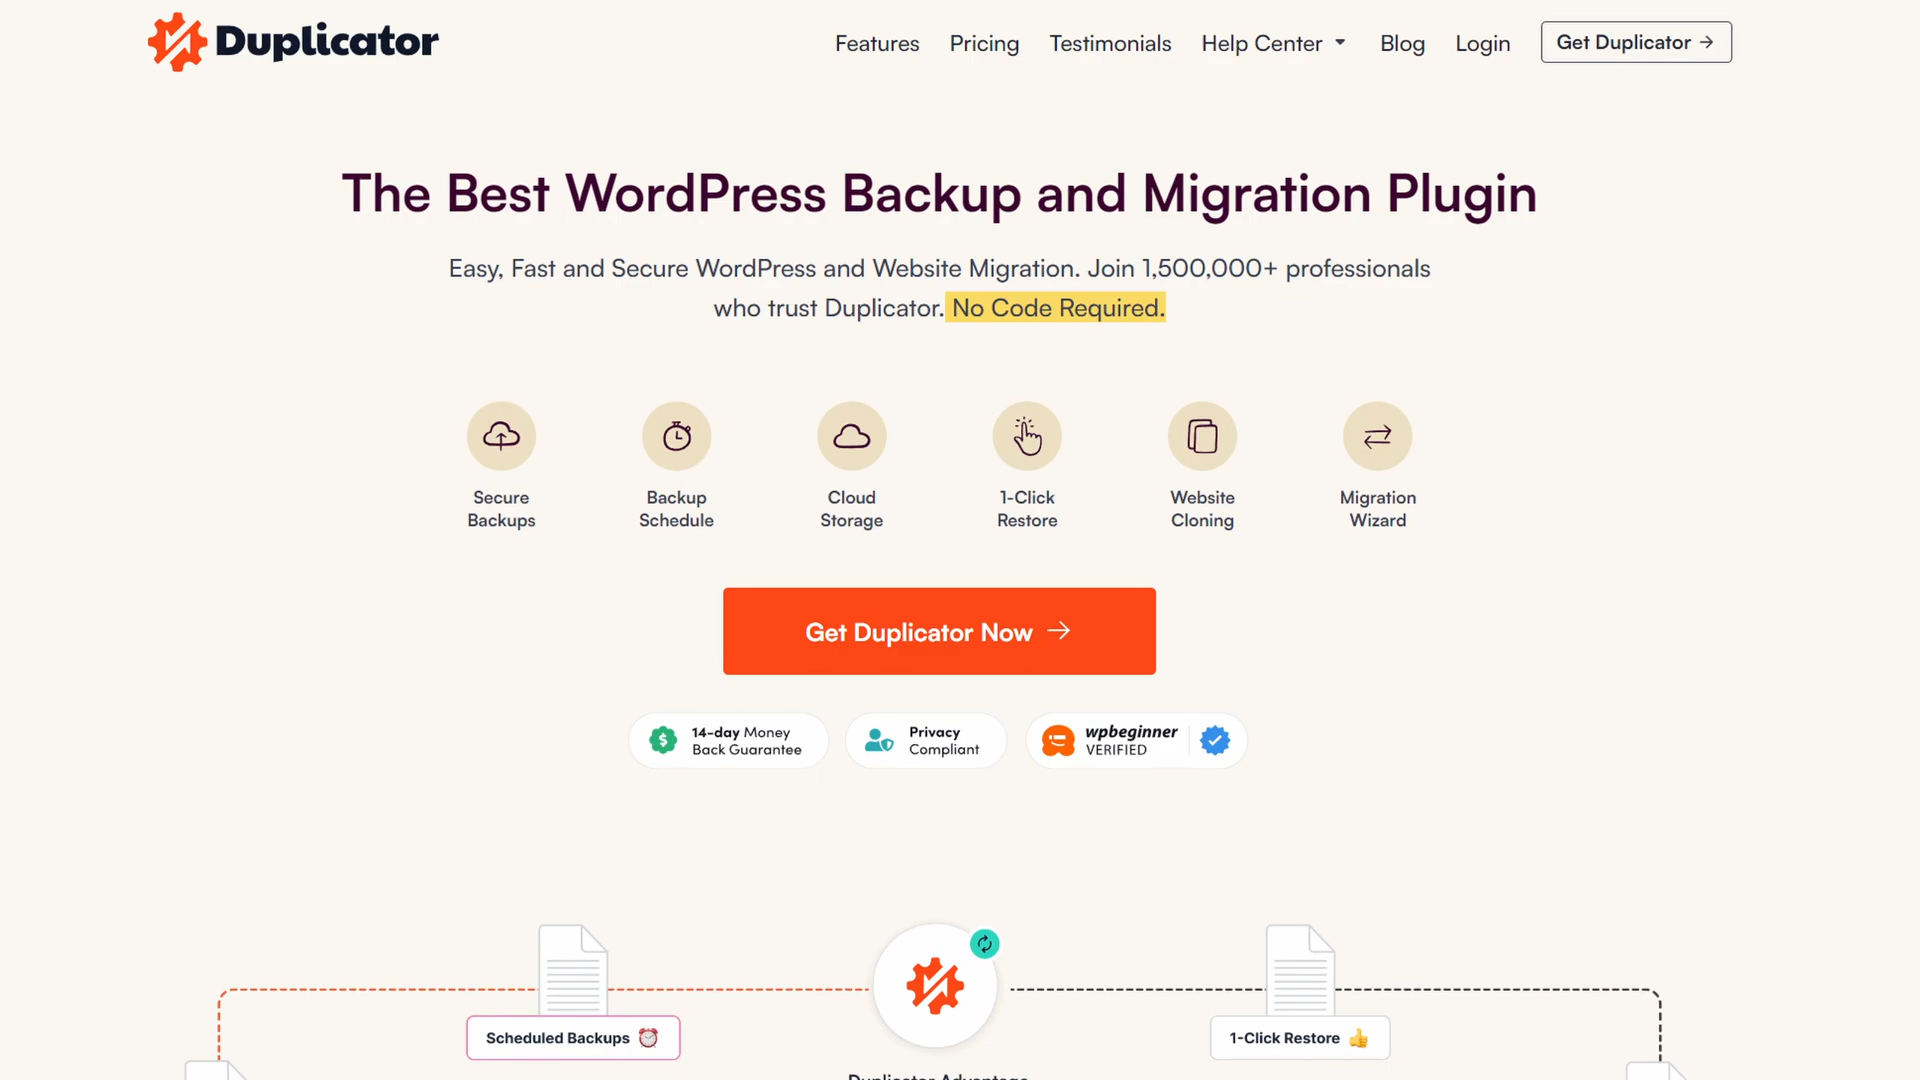 Duplicator
Features Pricing Testimonials Help Center Blog Login Get Duplicator →
The Best WordPress Backup and Migration Plugin
Easy, Fast and Secure WordPress and Website Migration. Join 1,500,000+ professionals
who trust Duplicator. No Code Required.
Secure
Backups
Backup
Schedule
Cloud
Storage
1-Click
Restore
Website
Cloning
Migration
Wizard
Get Duplicator Now →
14-day Money
Back Guarantee
Privacy
Compliant
wpbeginner
VERIFIED
Scheduled Backups
1-Click Restore
Duplicator Advantage